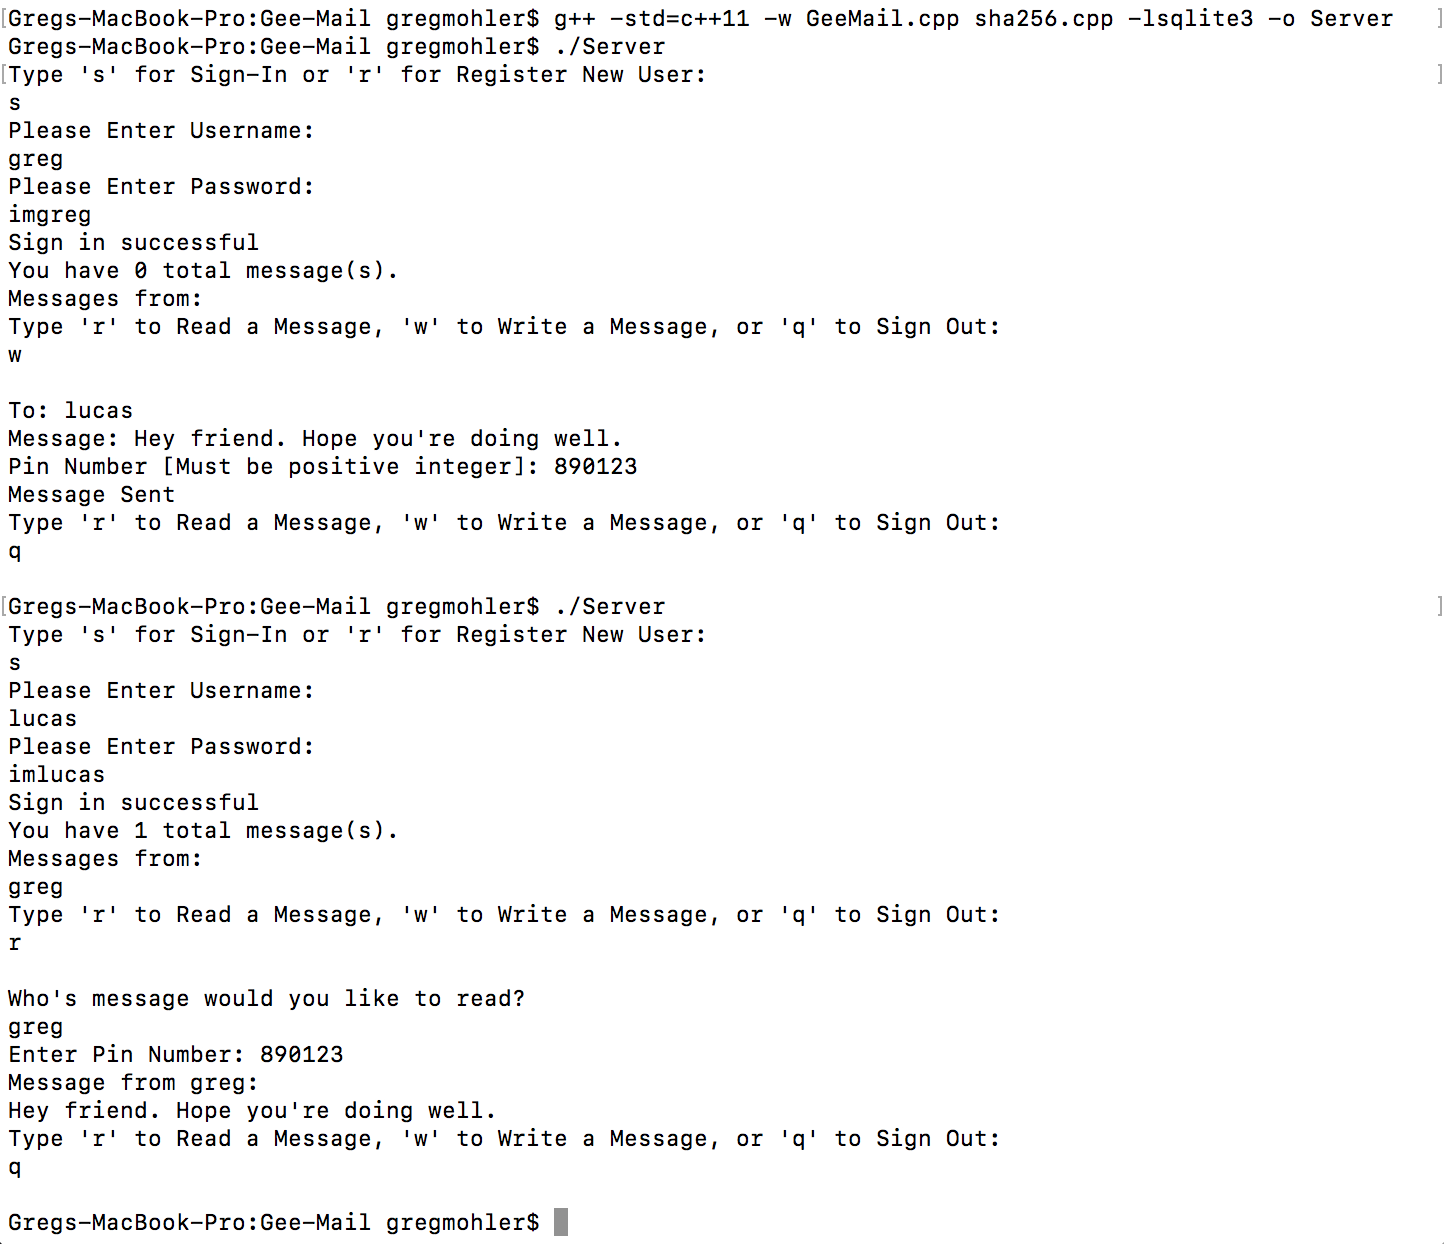 [Gregs-MacBook-Pro:Gee-Mail gregmohler$ g++ -std=c++11 -w GeeMail.cpp sha256.cpp -lsqlite3 -o Server ]
Gregs-MacBook-Pro:Gee-Mail gregmohler$ ./Server
[Type 's' for Sign-In or 'r' for Register New User: ]
s
Please Enter Username:
greg
Please Enter Password:
imgreg
Sign in successful
You have 0 total message(s).
Messages from:
Type 'r' to Read a Message, 'w' to Write a Message, or 'q' to Sign Out:
w
To: lucas
Message: Hey friend. Hope you're doing well.
Pin Number [Must be positive integer]: 890123
Message Sent
Type 'r' to Read a Message, 'w' to Write a Message, or 'q' to Sign Out:
q
[Gregs-MacBook-Pro:Gee-Mail gregmohler$ ./Server ]
Type 's' for Sign-In or 'r' for Register New User:
s
Please Enter Username:
lucas
Please Enter Password:
imlucas
Sign in successful
You have 1 total message(s).
Messages from:
greg
Type 'r' to Read a Message, 'w' to Write a Message, or 'q' to Sign Out:
r
Who's message would you like to read?
greg
Enter Pin Number: 890123
Message from greg:
Hey friend. Hope you're doing well.
Type 'r' to Read a Message, 'w' to Write a Message, or 'q' to Sign Out:
q
Gregs-MacBook-Pro:Gee-Mail gregmohler$